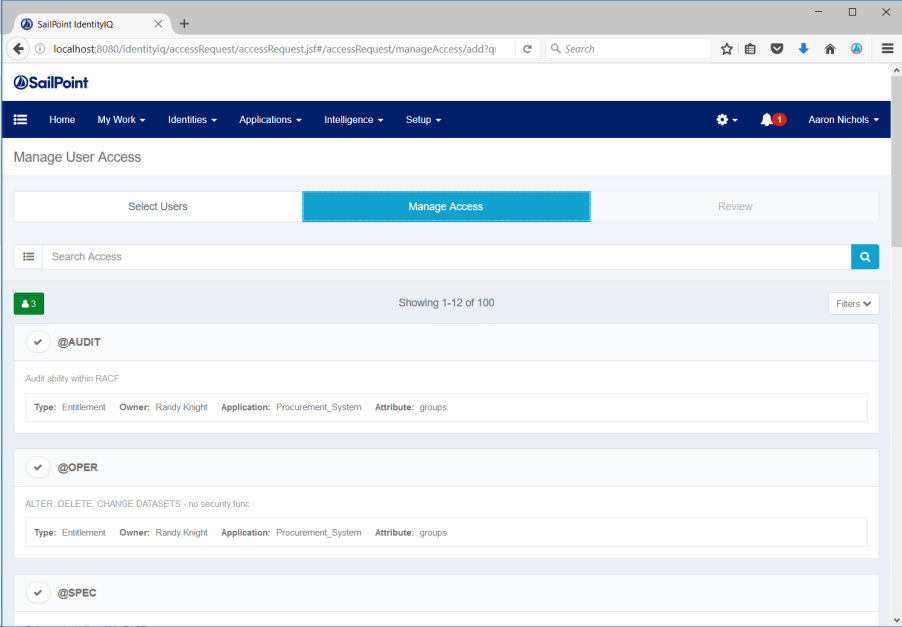 SailPoint IdentityIQ
localhost:8080/identityiq/accessRequest/accessRequest.jsf#/accessRequest/manageAccess/add?q
Search
SailPoint
Home My Work Identities Applications Intelligence Setup 1 Aaron Nichols
Manage User Access
Select Users Manage Access Review
Search Access
3 Showing 1-12 of 100 Filters
@AUDIT
Audit ability within RACF
Type: Entitlement Owner: Randy Knight Application: Procurement_System Attribute: groups
@OPER
ALTER, DELETE, CHANGE DATASETS - no security func
Type: Entitlement Owner: Randy Knight Application: Procurement_System Attribute: groups
@SPEC